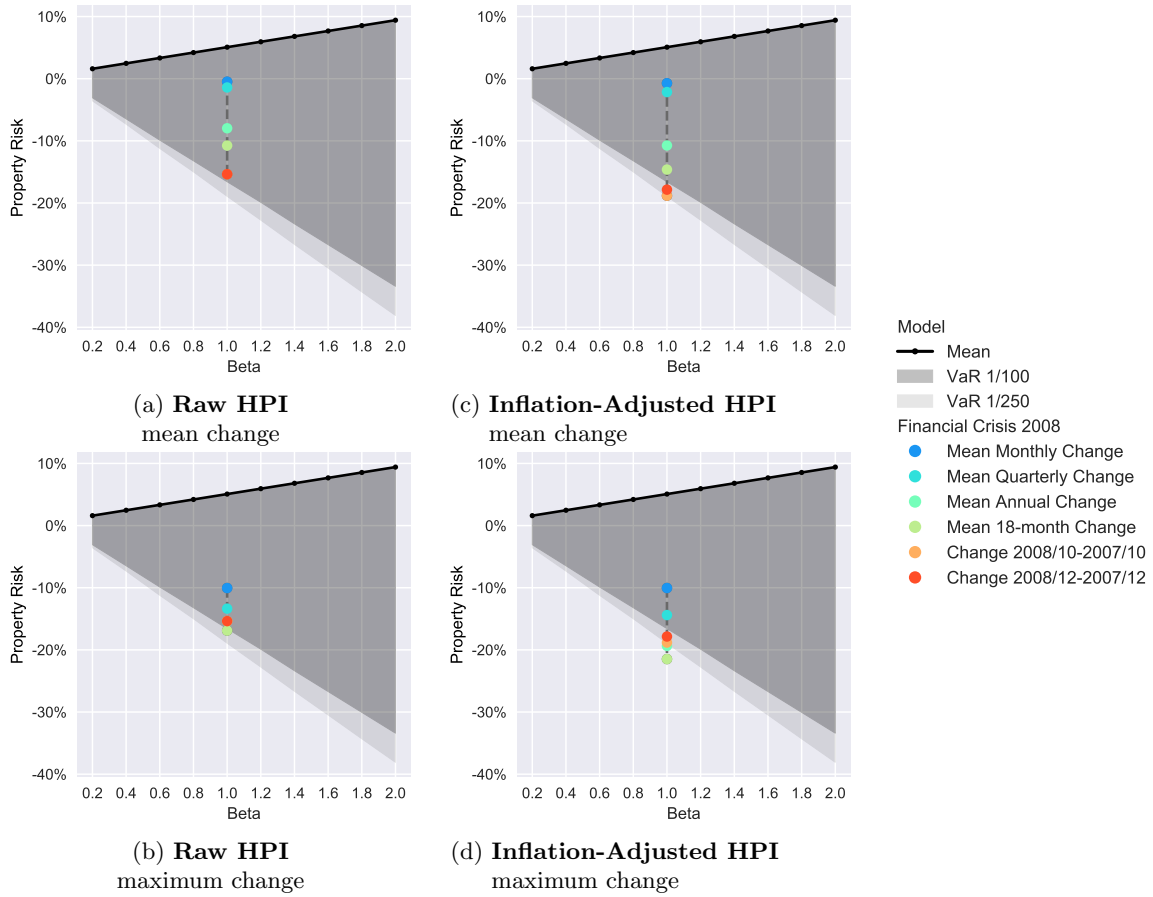 10%
0%
-10%
-20%
-30%
-40%
Property Risk
0.2 0.4 0.6 0.8 1.0 1.2 1.4 1.6 1.8 2.0
Beta
(a) Raw HPI
mean change
10%
0%
-10%
-20%
-30%
-40%
Property Risk
0.2 0.4 0.6 0.8 1.0 1.2 1.4 1.6 1.8 2.0
Beta
(c) Inflation-Adjusted HPI
mean change
10%
0%
-10%
-20%
-30%
-40%
Property Risk
0.2 0.4 0.6 0.8 1.0 1.2 1.4 1.6 1.8 2.0
Beta
(b) Raw HPI
maximum change
10%
0%
-10%
-20%
-30%
-40%
Property Risk
0.2 0.4 0.6 0.8 1.0 1.2 1.4 1.6 1.8 2.0
Beta
(d) Inflation-Adjusted HPI
maximum change
Model
Mean
VaR 1/100
VaR 1/250
Financial Crisis 2008
Mean Monthly Change
Mean Quarterly Change
Mean Annual Change
Mean 18-month Change
Change 2008/10-2007/10
Change 2008/12-2007/12